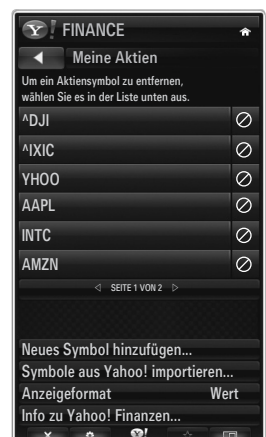 Y! FINANCE
Meine Aktien
Um ein Aktiensymbol zu entfernen,
wählen Sie es in der Liste unten aus.
^DJI
^IXIC
YHOO
AAPL
INTC
AMZN
SEITE 1 VON 2
Neues Symbol hinzufügen...
Symbole aus Yahoo! importieren...
Anzeigeformat Wert
Info zu Yahoo! Finanzen...
Y!